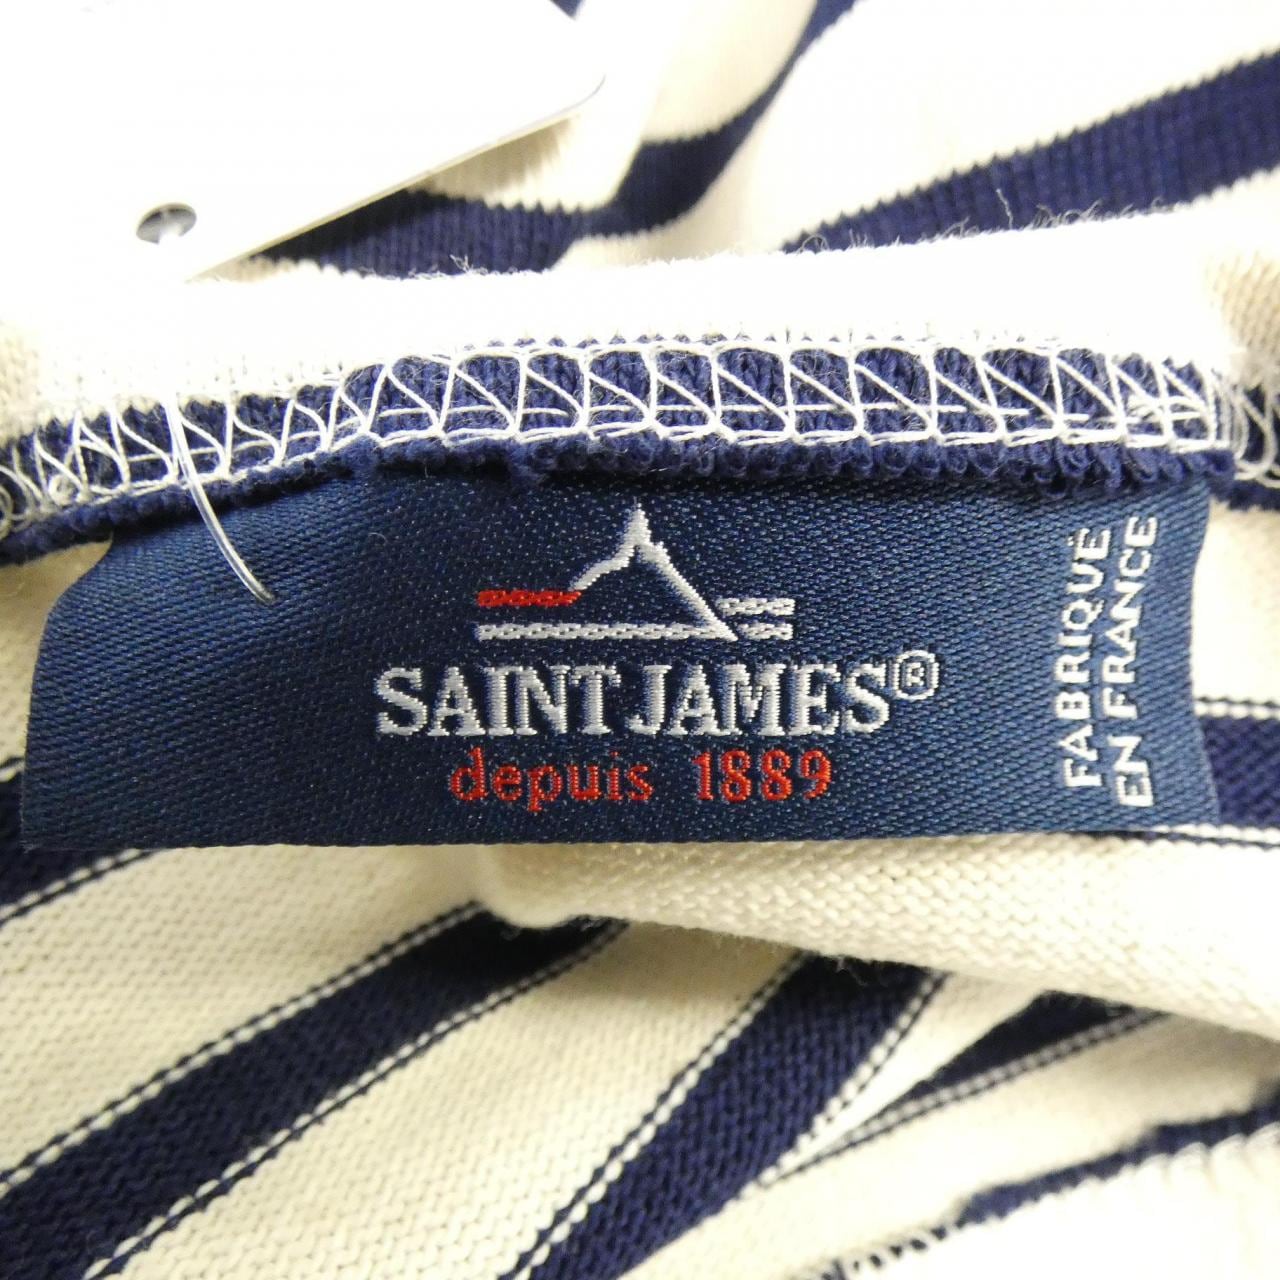 SAINT JAMES®
depuis 1889
FABRIQUÉ
EN FRANCE